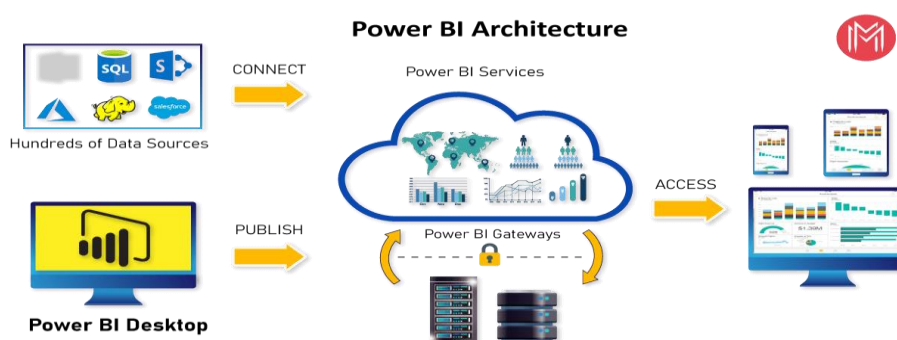 Power BI Architecture
SQL
S
salesforce
Hundreds of Data Sources
CONNECT
Power BI Services
Power BI Desktop
PUBLISH
Power BI Gateways
ACCESS
$1.30M